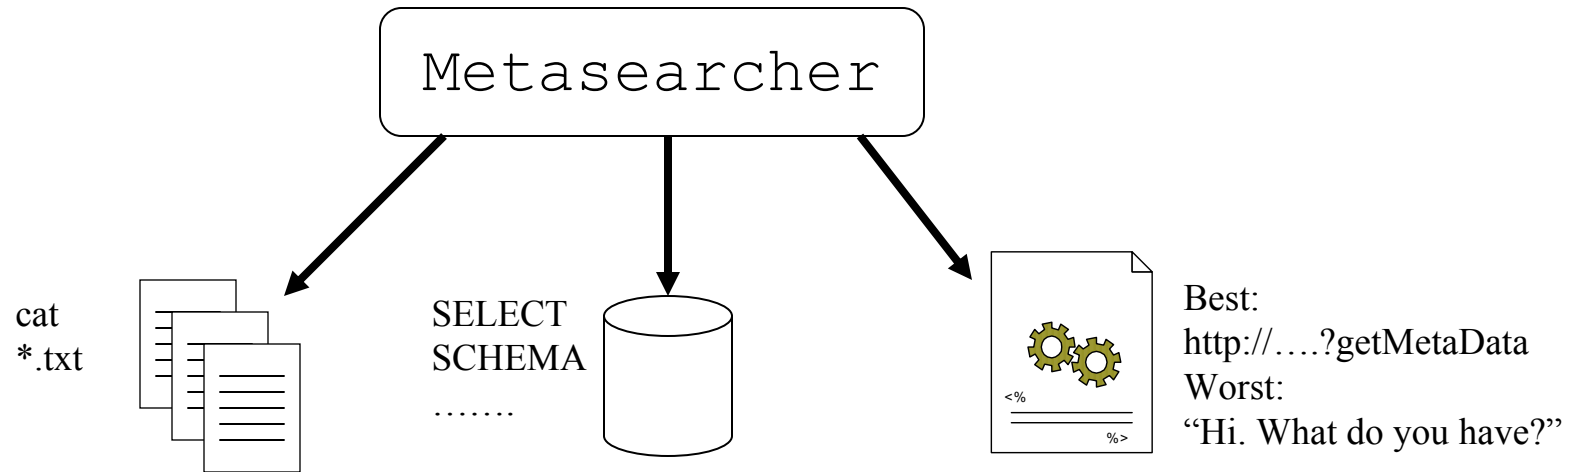 Metasearcher
cat
*.txt
SELECT
SCHEMA
…….
<%
%>
Best:
http://….?getMetaData
Worst:
“Hi. What do you have?”